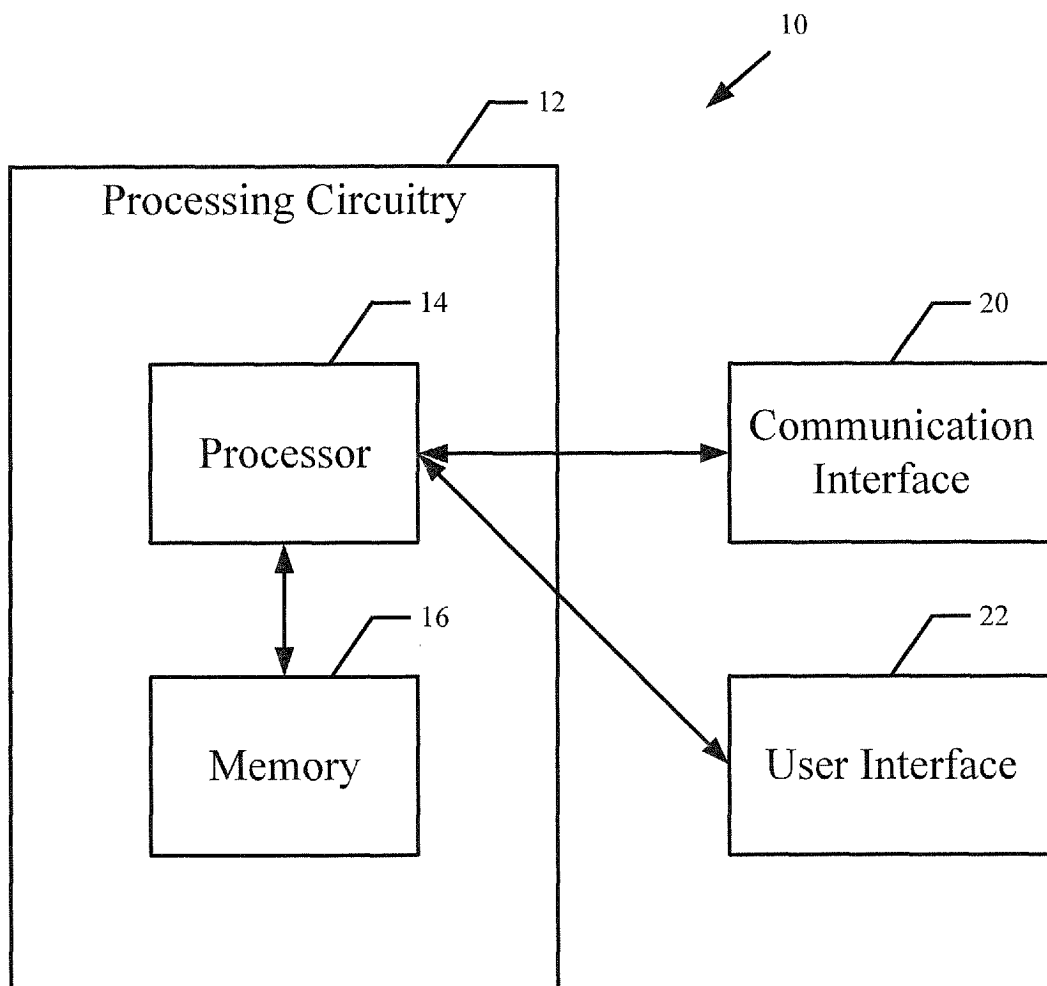 10
12
Processing Circuitry
14
20
Processor
Communication
Interface
16
22
Memory
User Interface